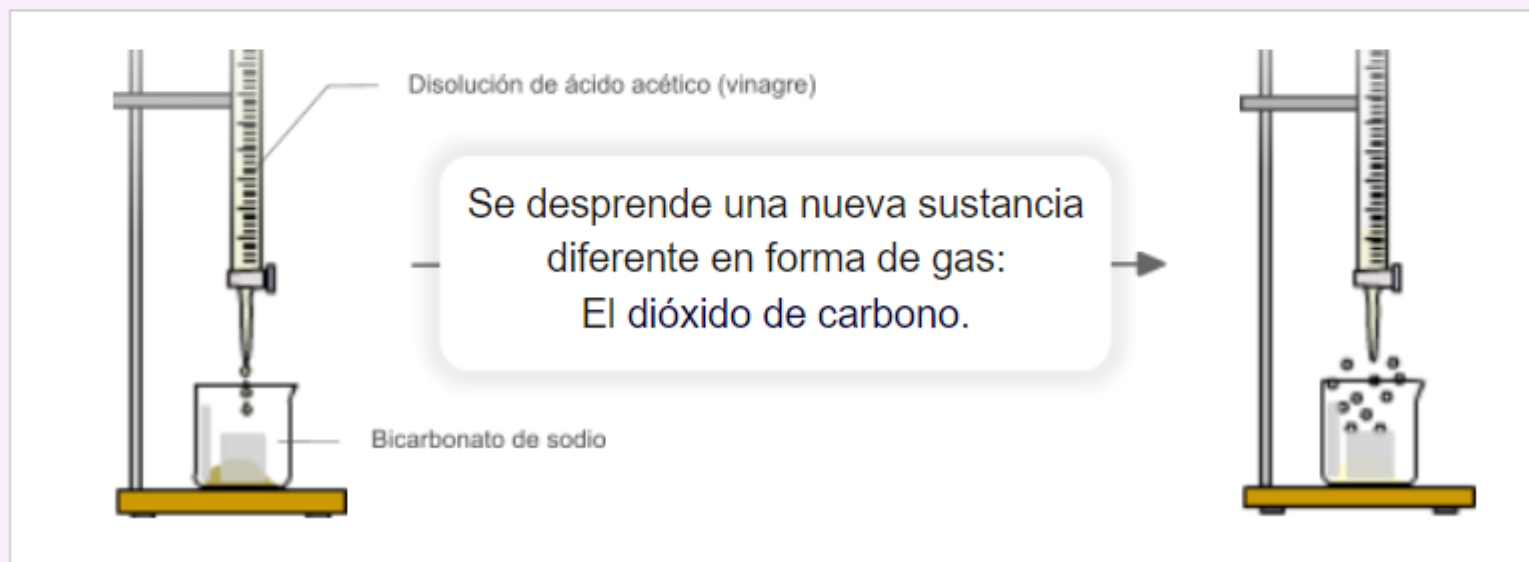 Disolución de ácido acético (vinagre)
Se desprende una nueva sustancia
diferente en forma de gas:
El dióxido de carbono.
Bicarbonato de sodio